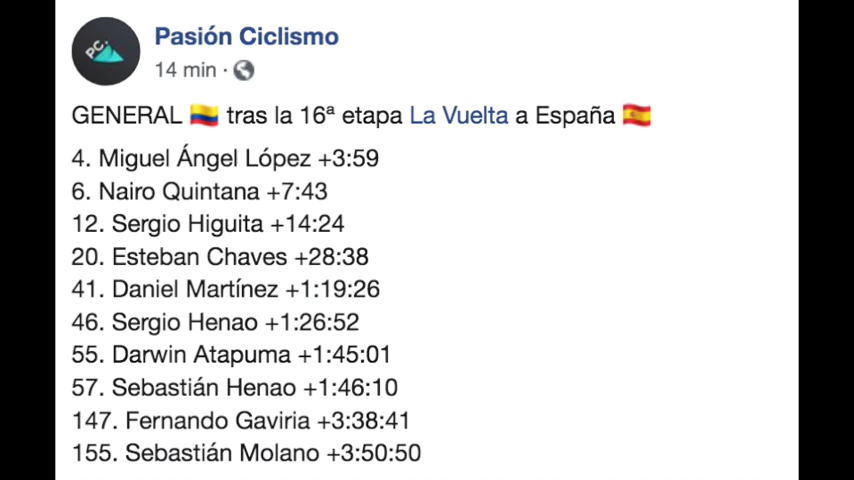 PC.
Pasión Ciclismo
14 min ·
GENERAL 🇨🇴 tras la 16ª etapa La Vuelta a España 🇪🇸
4. Miguel Ángel López +3:59
6. Nairo Quintana +7:43
12. Sergio Higuita +14:24
20. Esteban Chaves +28:38
41. Daniel Martínez +1:19:26
46. Sergio Henao +1:26:52
55. Darwin Atapuma +1:45:01
57. Sebastián Henao +1:46:10
147. Fernando Gaviria +3:38:41
155. Sebastián Molano +3:50:50